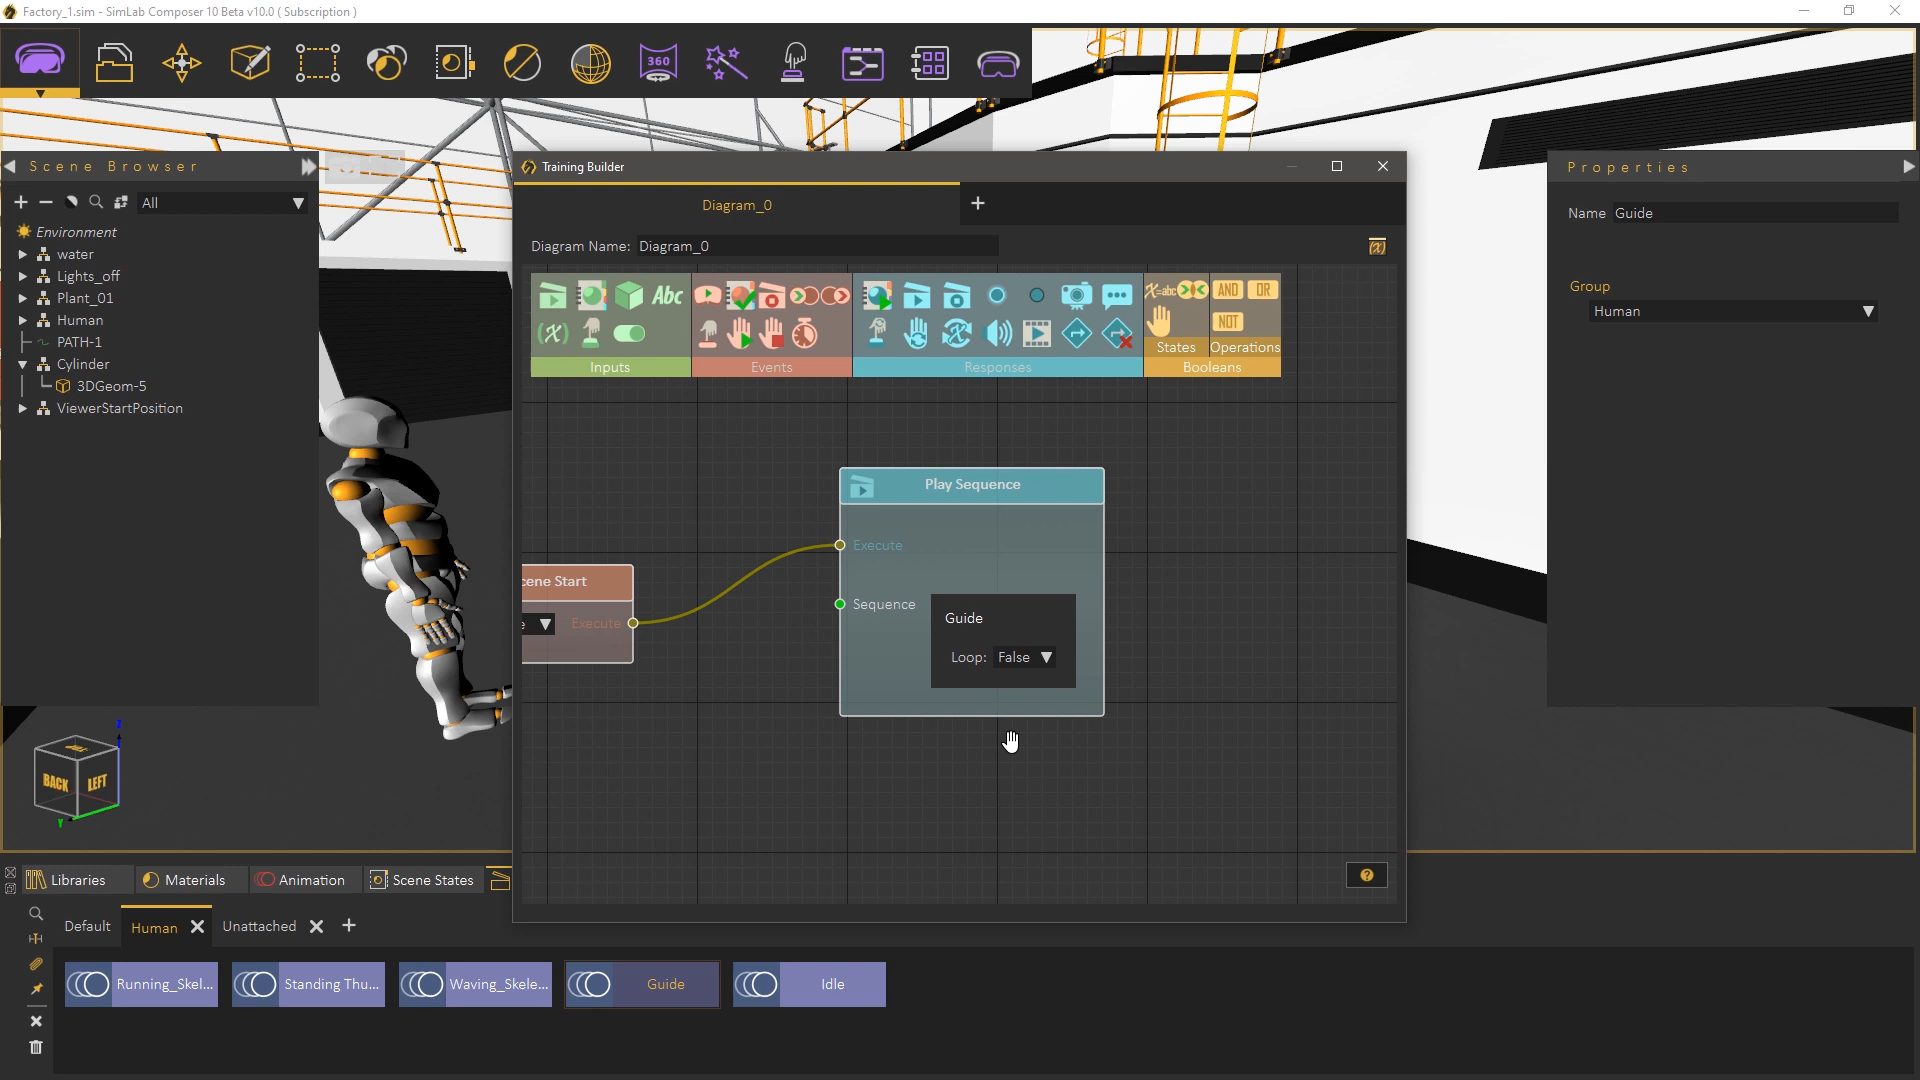 Factory_1.sim - SimLab Composer 10 Beta v10.0 ( Subscription )
360
Scene Browser
All
Environment
water
Lights_off
Plant_01
Human
PATH-1
Cylinder
3DGeom-5
ViewerStartPosition
Training Builder
Diagram_0
Diagram Name: Diagram_0
(x)
Abc
(X)
X=abc
AND
OR
NOT
States
Operations
Inputs
Events
Responses
Booleans
Play Sequence
Execute
Sequence
Guide
Loop: False
cene Start
e
Execute
?
Properties
Name Guide
Group
Human
BACK
LEFT
Z
Y
Libraries
Materials
Animation
Scene States
Default
Human
Unattached
Running_Skel...
Standing Thu...
Waving_Skele...
Guide
Idle